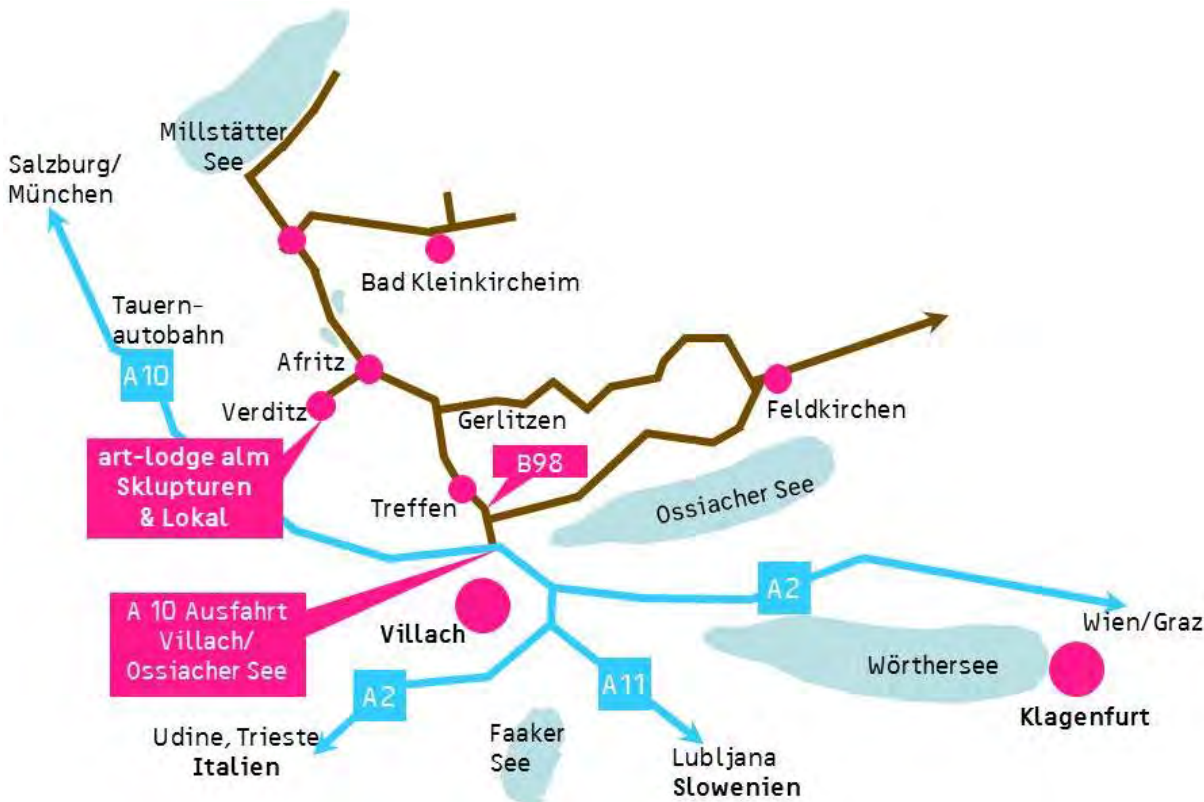 Millstätter
See
Salzburg/
München
Bad Kleinkircheim
Tauern-
autobahn
A10
Afritz
Verditz
Gerlitzen
Feldkirchen
art-lodge alm
Sklupturen
& Lokal
B98
Treffen
Ossiacher See
A 10 Ausfahrt
Villach/
Ossiacher See
Villach
A2
Wien/Graz
Wörthersee
Klagenfurt
A2
A11
Udine, Trieste
Italien
Faaker
See
Lubljana
Slowenien